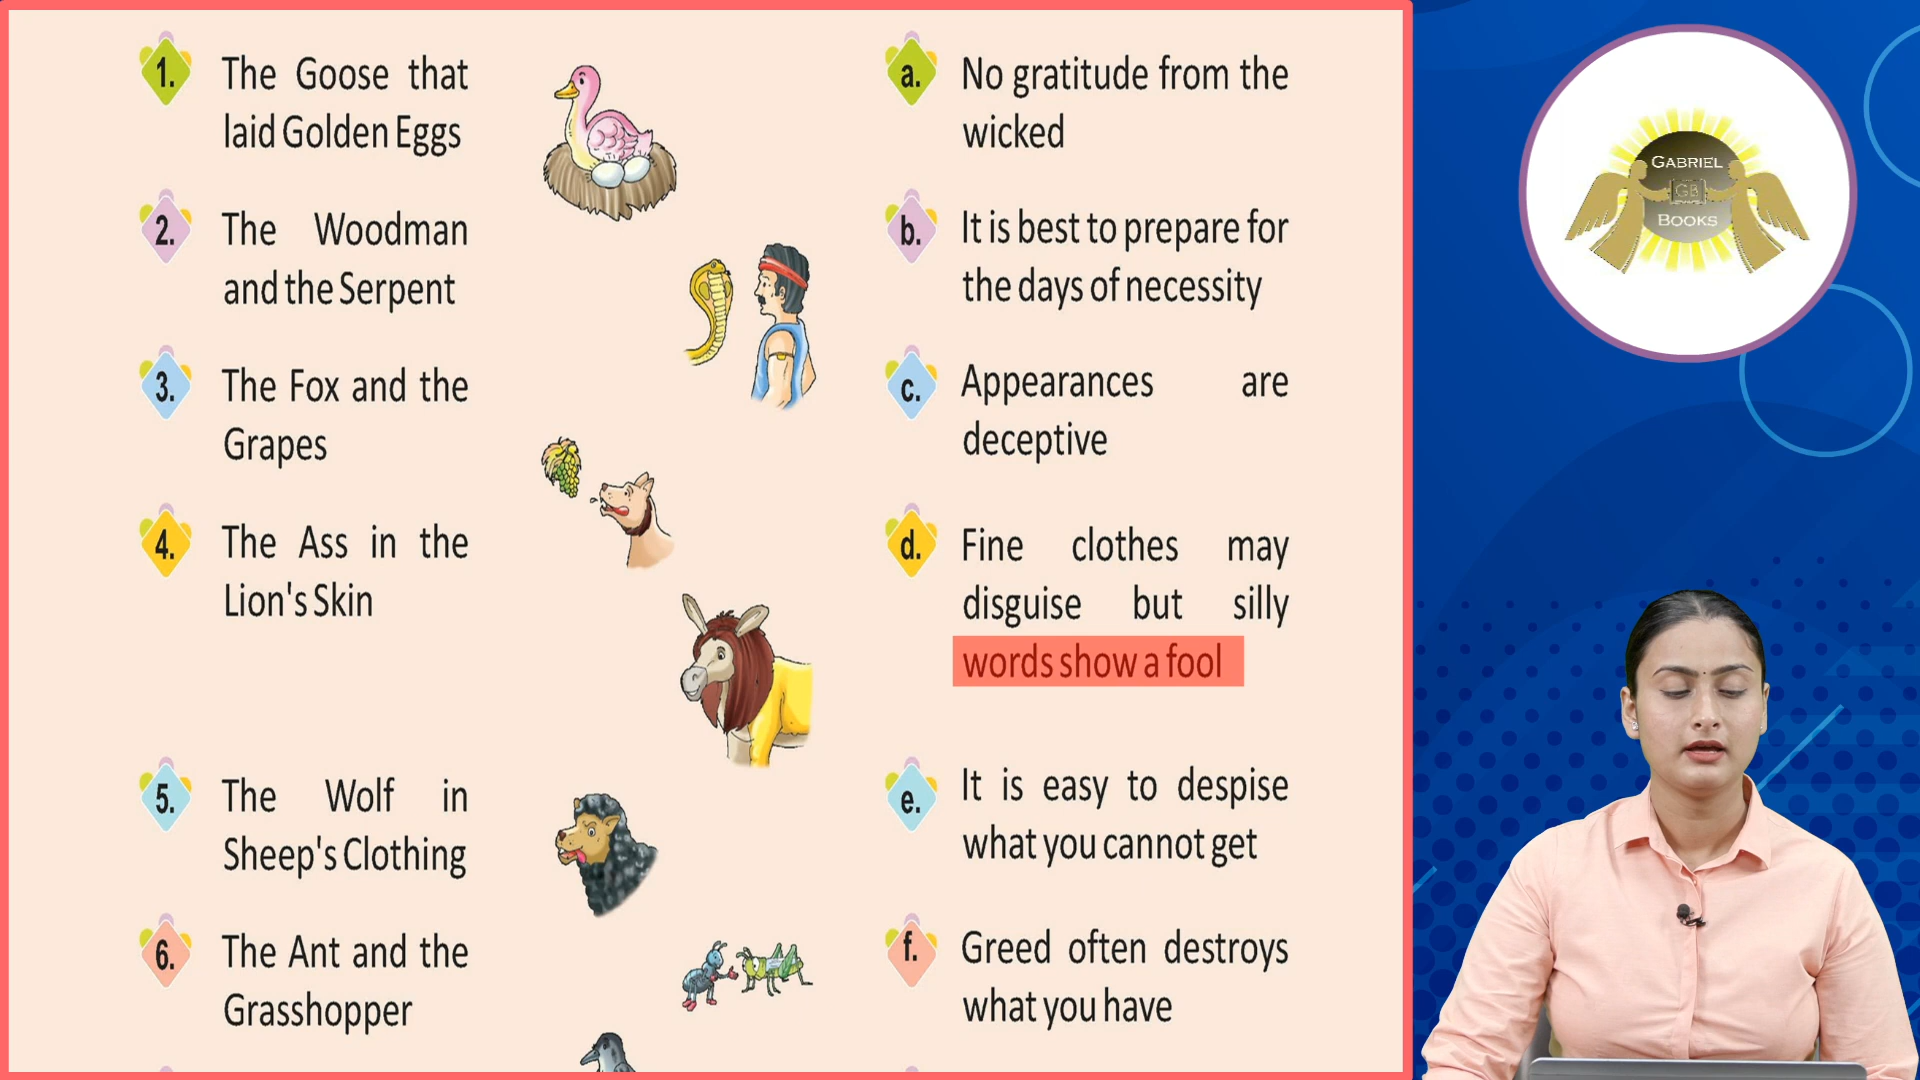 1. The Goose that
laid Golden Eggs
2. The Woodman
and the Serpent
3. The Fox and the
Grapes
4. The Ass in the
Lion's Skin
5. The Wolf in
Sheep's Clothing
6. The Ant and the
Grasshopper
a. No gratitude from the
wicked
b. It is best to prepare for
the days of necessity
c. Appearances are
deceptive
d. Fine clothes may
disguise but silly
words show a fool
e. It is easy to despise
what you cannot get
f. Greed often destroys
what you have
GABRIEL
GB
BOOKS